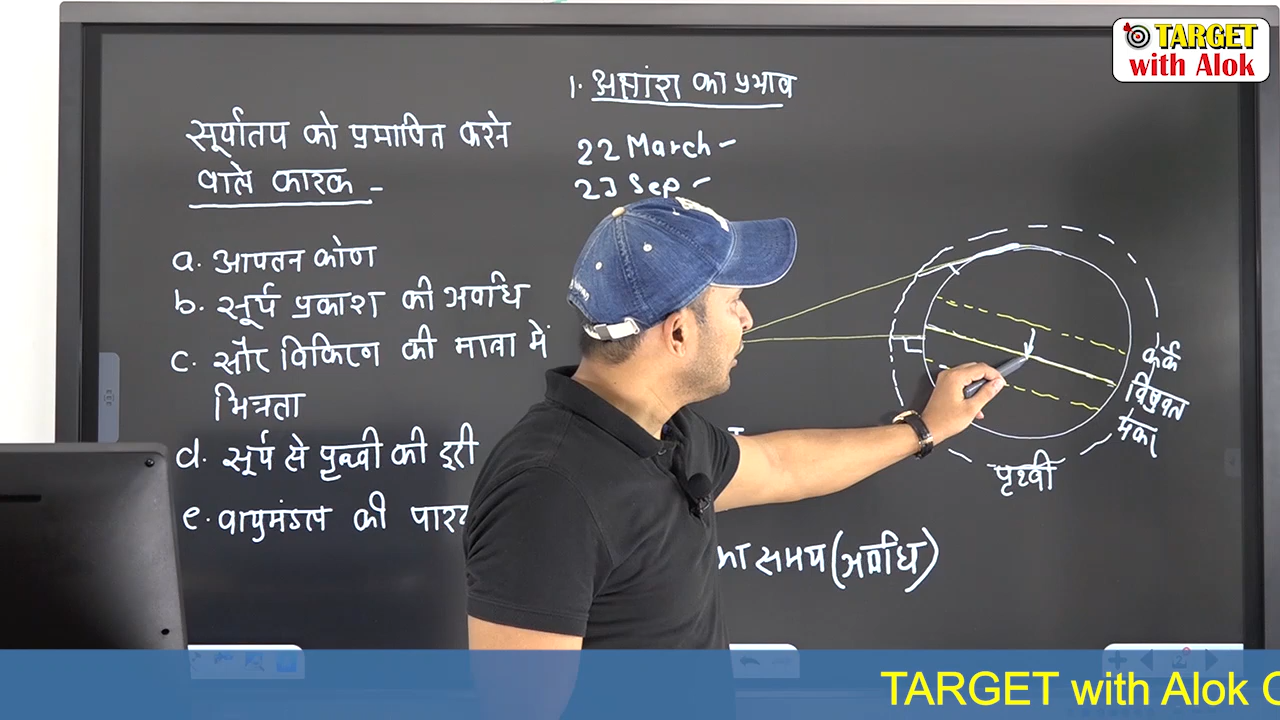 TARGET
with Alok
1. अक्षांश का प्रभाव
सूर्यातप को प्रभावित करने
वाले कारक -
22 March -
23 Sep -
a. आपतन कोण
b. सूर्य प्रकाश की अवधि
c. सौर विकिरण की मात्रा में
भिन्नता
d. सूर्य से पृथ्वी की दूरी
e. वायुमंडल की
कर्क
विषुवत
मकर
पृथ्वी
का समय (अवधि)
TARGET with Alok